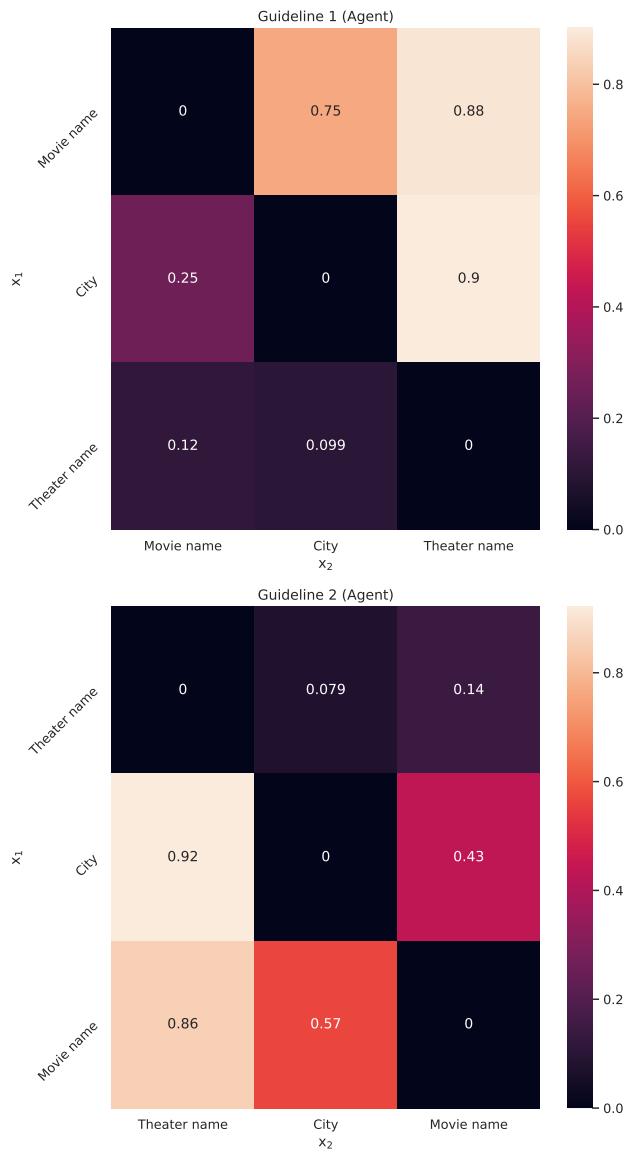 Guideline 1 (Agent)
0.8
Movie name
0
0.75
0.88
0.6
x₁
City
0.25
0
0.9
0.4
0.2
Theater name
0.12
0.099
0
0.0
Movie name
City
Theater name
x₂
Guideline 2 (Agent)
0.8
Theater name
0
0.079
0.14
0.6
x₁
City
0.92
0
0.43
0.4
0.2
Movie name
0.86
0.57
0
0.0
Theater name
City
Movie name
x₂